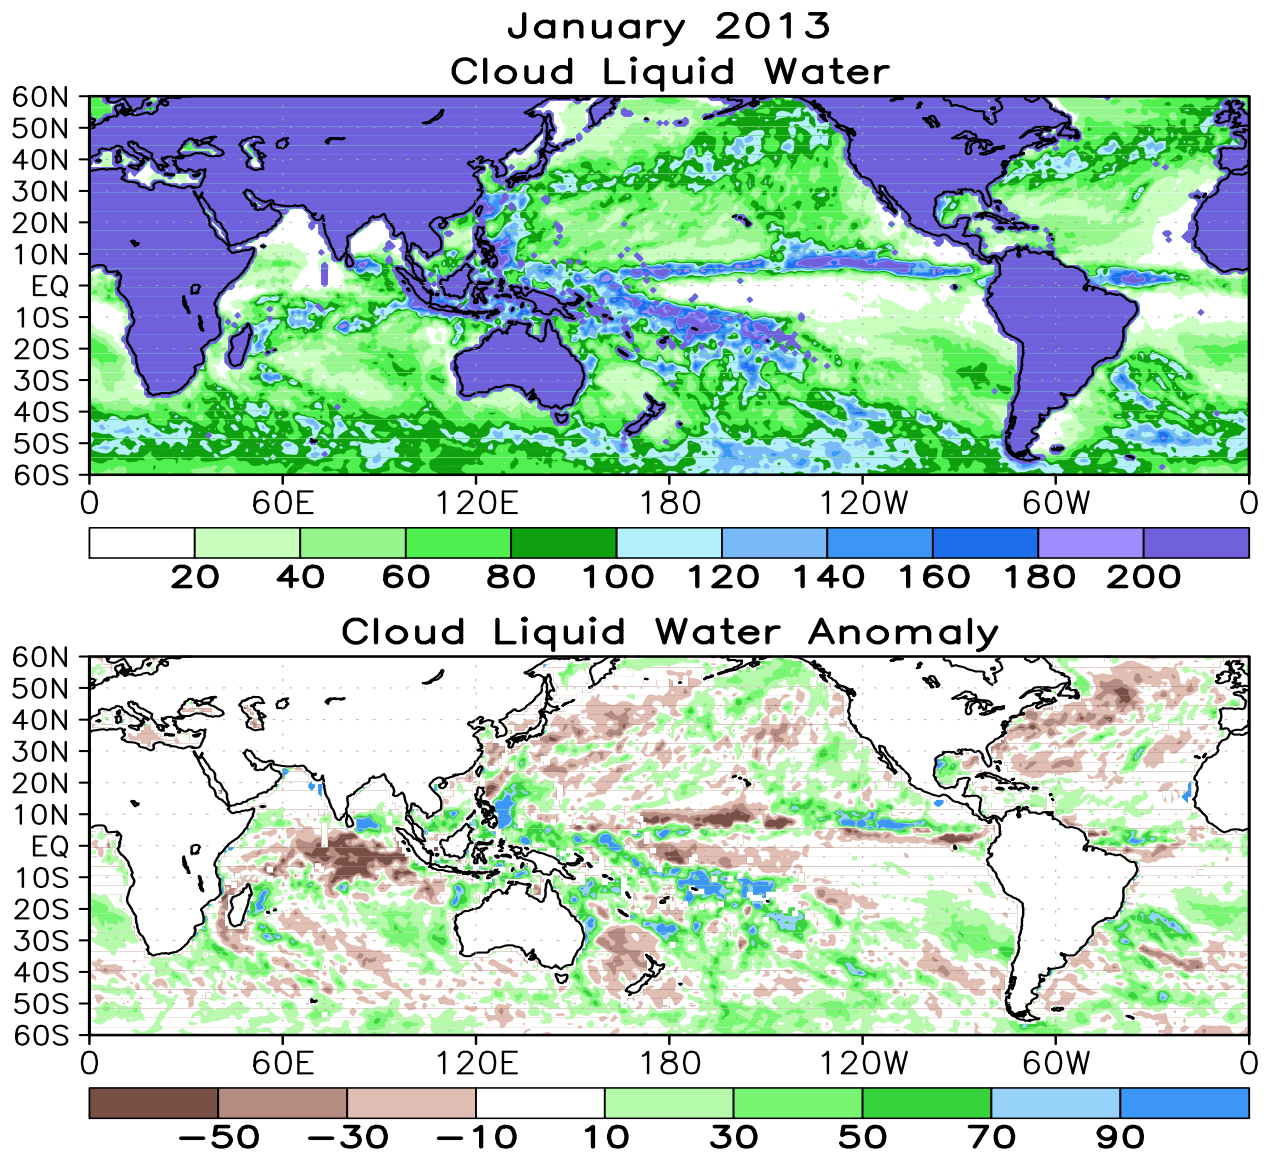 January 2013
Cloud Liquid Water
60N
50N
40N
30N
20N
10N
EQ
10S
20S
30S
40S
50S
60S
0 60E 120E 180 120W 60W 0
20 40 60 80 100 120 140 160 180 200
Cloud Liquid Water Anomaly
60N
50N
40N
30N
20N
10N
EQ
10S
20S
30S
40S
50S
60S
0 60E 120E 180 120W 60W 0
−50 −30 −10 10 30 50 70 90